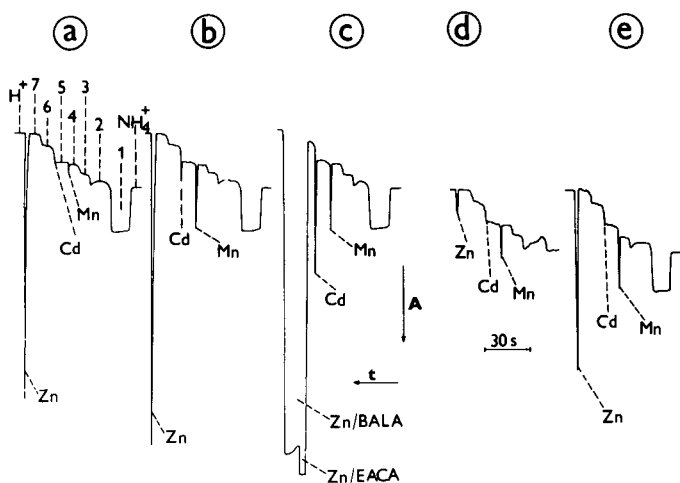 a b c d e
H+ 7 6 5 4 3 2 1 NH4+
Cd Mn Zn
Cd Mn Zn
Mn Cd A t Zn/BALA Zn/EACA
Zn Cd Mn 30 s
Cd Mn Zn